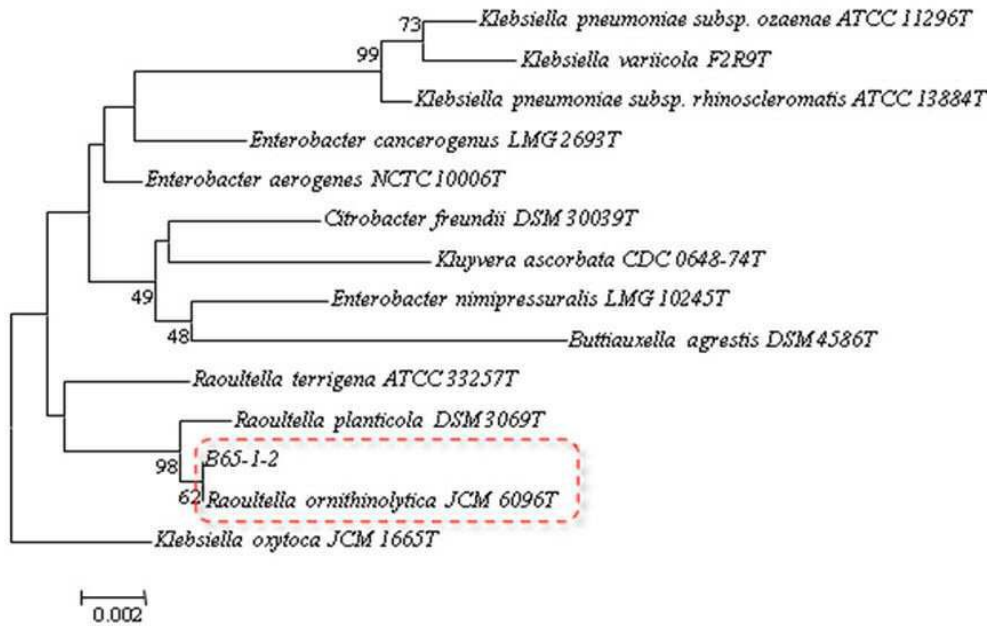 Klebsiella pneumoniae subsp. ozaenae ATCC 11296T
73
99
Klebsiella variicola F2R9T
Klebsiella pneumoniae subsp. rhinoscleromatis ATCC 13884T
Enterobacter cancerogenus LMG 2693T
Enterobacter aerogenes NCTC 10006T
Citrobacter freundii DSM 30039T
Kluyvera ascorbata CDC 0648-74T
49
Enterobacter nimipressuralis LMG 10245T
48
Buttiauxella agrestis DSM 4586T
Raoultella terrigena ATCC 33257T
Raoultella planticola DSM 3069T
98
B65-1-2
62
Raoultella ornithinolytica JCM 6096T
Klebsiella oxytoca JCM 1665T
0.002